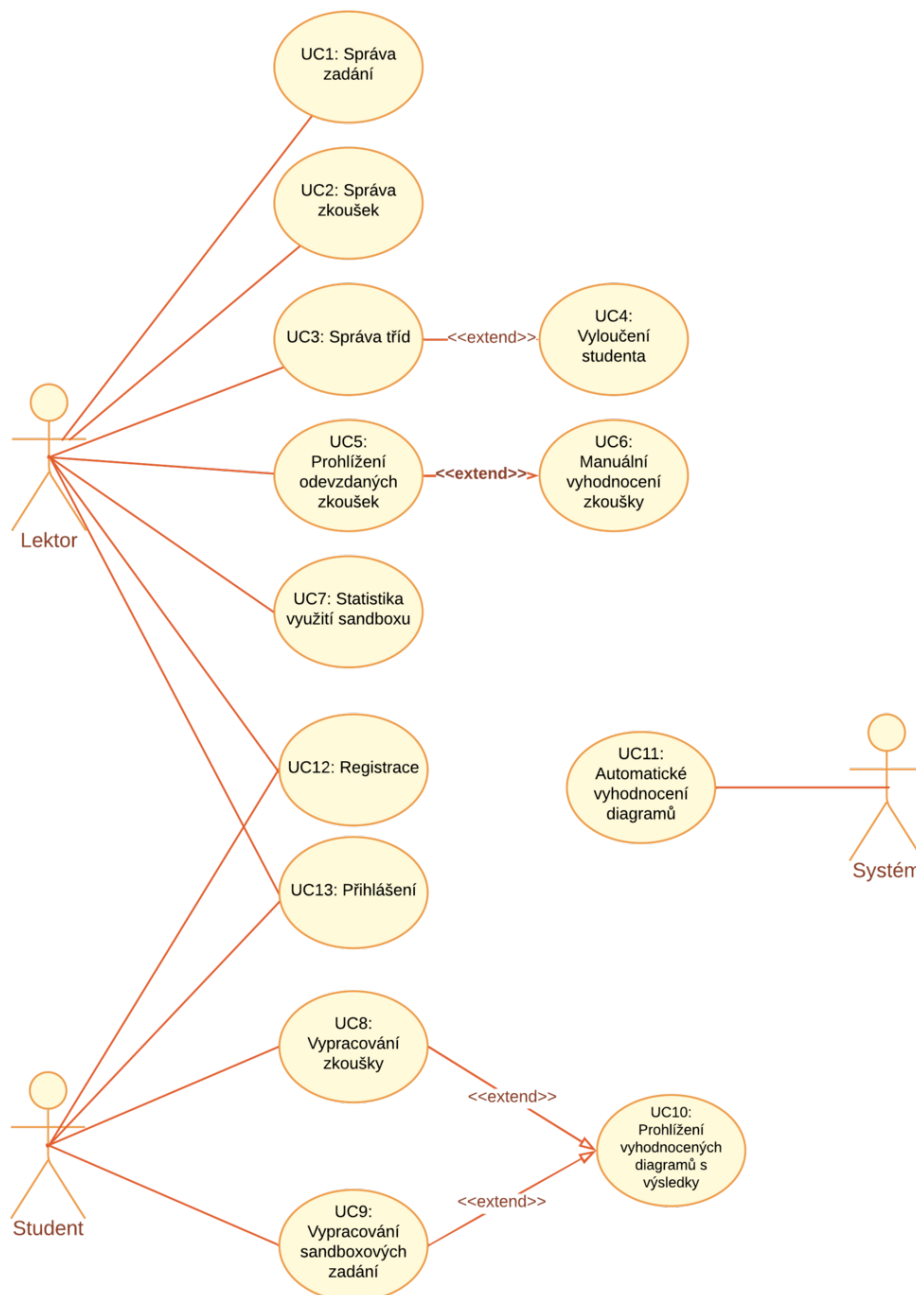 UC1: Správa
zadání
UC2: Správa
zkoušek
UC3: Správa tříd
<<extend>>
UC4:
Vyloučení
studenta
UC5:
Prohlížení
odevzdaných
zkoušek
<<extend>>
UC6:
Manuální
vyhodnocení
zkoušky
Lektor
UC7: Statistika
využití sandboxu
UC12: Registrace
UC11:
Automatické
vyhodnocení
diagramů
Systém
UC13: Přihlášení
UC8:
Vypracování
zkoušky
<<extend>>
UC10:
Prohlížení
vyhodnocených
diagramů s
výsledky
<<extend>>
Student
UC9:
Vypracování
sandboxových
zadání